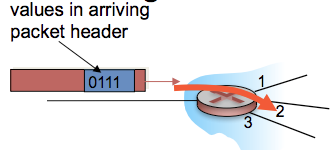 values in arriving
packet header
0111
1
2
3